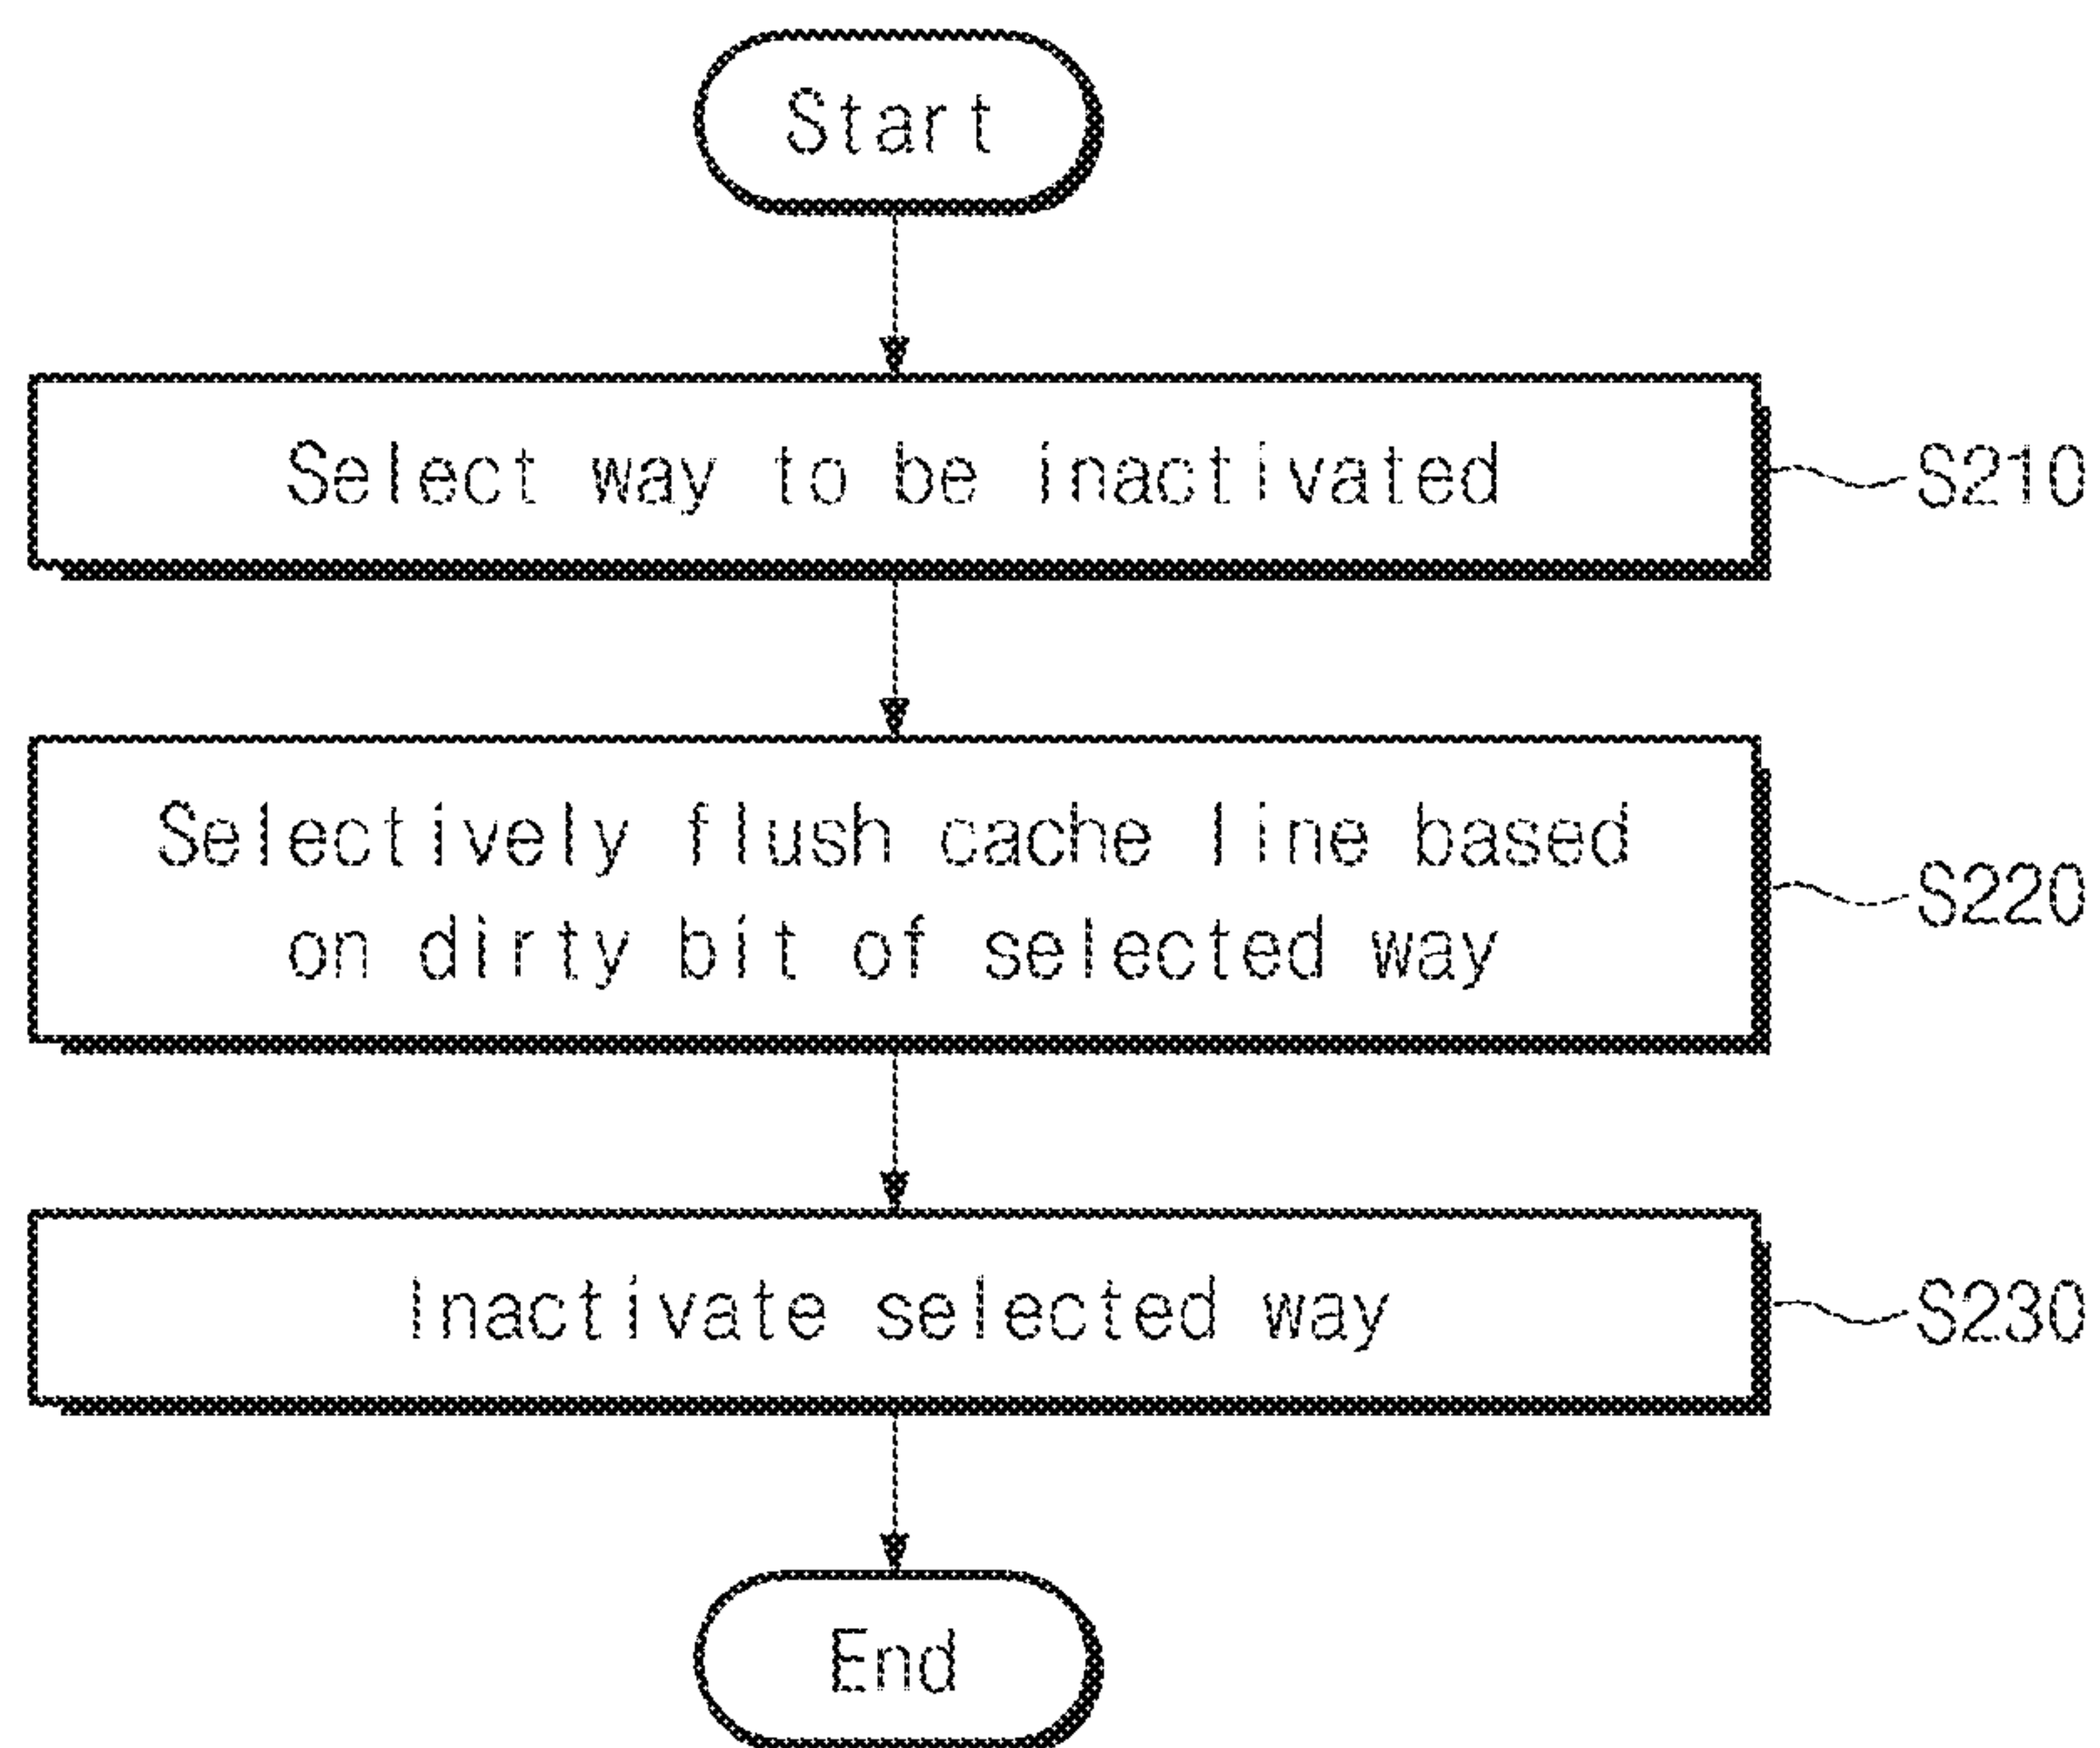 Start
Select way to be inactivated
S210
Selectively flush cache line based
on dirty bit of selected way
S220
Inactivate selected way
S230
End